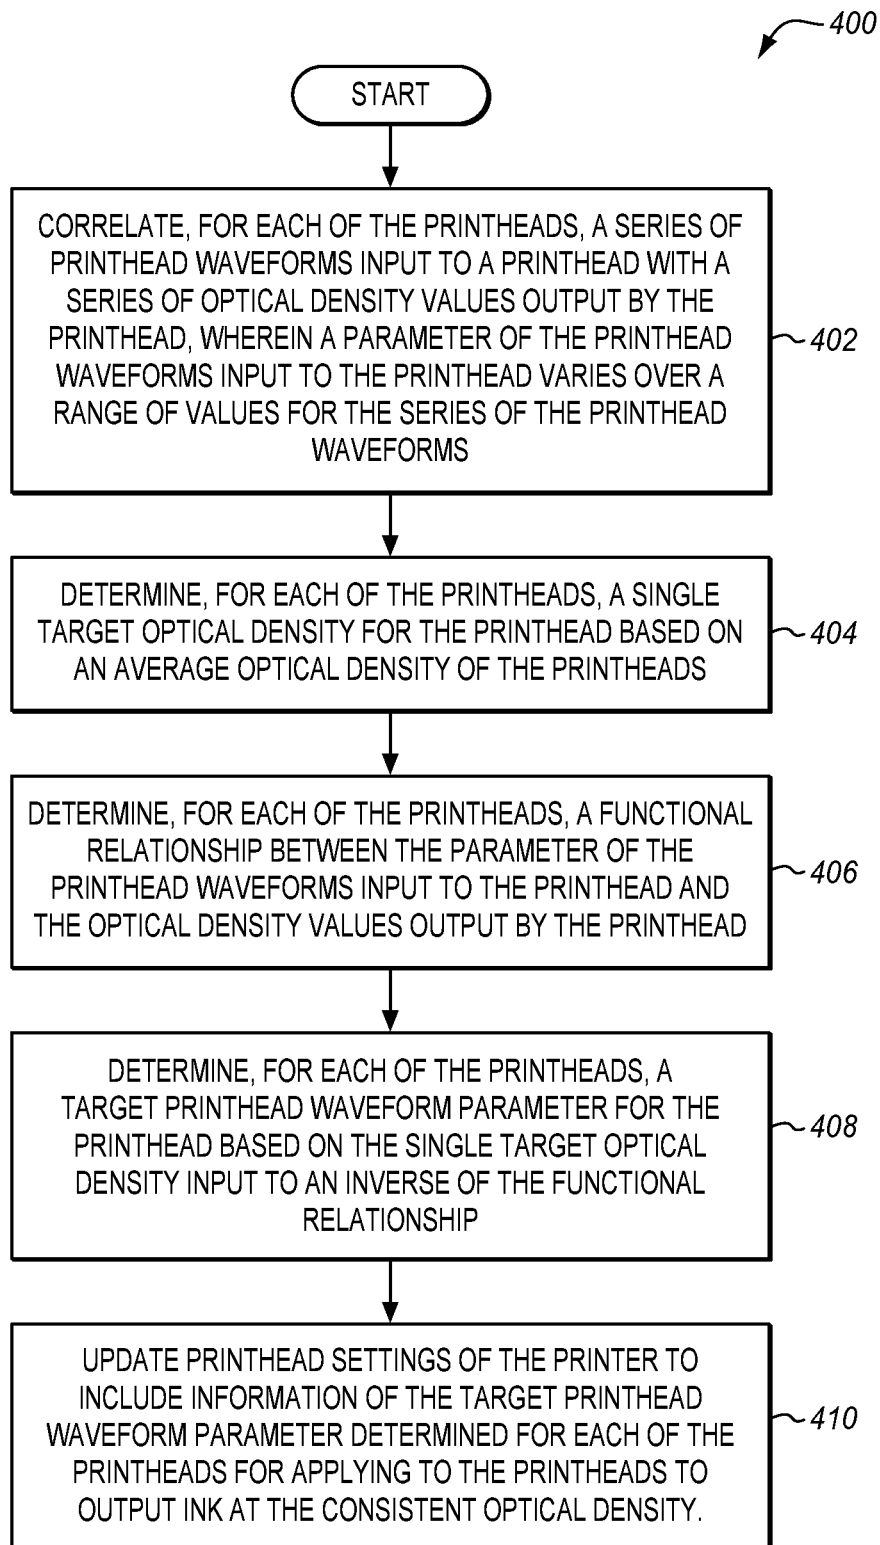 400
START
CORRELATE, FOR EACH OF THE PRINTHEADS, A SERIES OF
PRINTHEAD WAVEFORMS INPUT TO A PRINTHEAD WITH A
SERIES OF OPTICAL DENSITY VALUES OUTPUT BY THE
PRINTHEAD, WHEREIN A PARAMETER OF THE PRINTHEAD
WAVEFORMS INPUT TO THE PRINTHEAD VARIES OVER A
RANGE OF VALUES FOR THE SERIES OF THE PRINTHEAD
WAVEFORMS
402
DETERMINE, FOR EACH OF THE PRINTHEADS, A SINGLE
TARGET OPTICAL DENSITY FOR THE PRINTHEAD BASED ON
AN AVERAGE OPTICAL DENSITY OF THE PRINTHEADS
404
DETERMINE, FOR EACH OF THE PRINTHEADS, A FUNCTIONAL
RELATIONSHIP BETWEEN THE PARAMETER OF THE
PRINTHEAD WAVEFORMS INPUT TO THE PRINTHEAD AND
THE OPTICAL DENSITY VALUES OUTPUT BY THE PRINTHEAD
406
DETERMINE, FOR EACH OF THE PRINTHEADS, A
TARGET PRINTHEAD WAVEFORM PARAMETER FOR THE
PRINTHEAD BASED ON THE SINGLE TARGET OPTICAL
DENSITY INPUT TO AN INVERSE OF THE FUNCTIONAL
RELATIONSHIP
408
UPDATE PRINTHEAD SETTINGS OF THE PRINTER TO
INCLUDE INFORMATION OF THE TARGET PRINTHEAD
WAVEFORM PARAMETER DETERMINED FOR EACH OF THE
PRINTHEADS FOR APPLYING TO THE PRINTHEADS TO
OUTPUT INK AT THE CONSISTENT OPTICAL DENSITY.
410